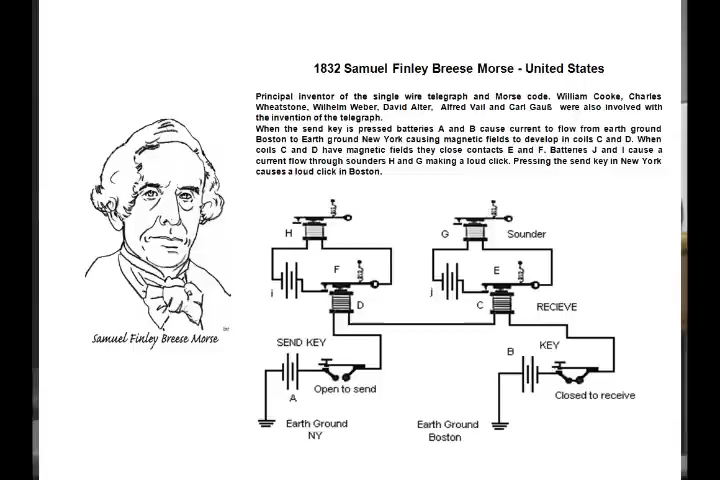 1832 Samuel Finley Breese Morse - United States
Principal inventor of the single wire telegraph and Morse code. William Cooke, Charles
Wheatstone, Wilhelm Weber, David Alter, Alfred Vail and Carl Gauß were also involved with
the invention of the telegraph.
When the send key is pressed batteries A and B cause current to flow from earth ground
Boston to Earth ground New York causing magnetic fields to develop in coils C and D. When
coils C and D have magnetic fields they close contacts E and F. Batteries J and I cause a
current flow through sounders H and G making a loud click. Pressing the send key in New York
causes a loud click in Boston.
H
G
Sounder
F
E
i
j
D
C
RECIEVE
Samuel Finley Breese Morse
SEND KEY
KEY
B
A
Open to send
Closed to receive
Earth Ground
NY
Earth Ground
Boston